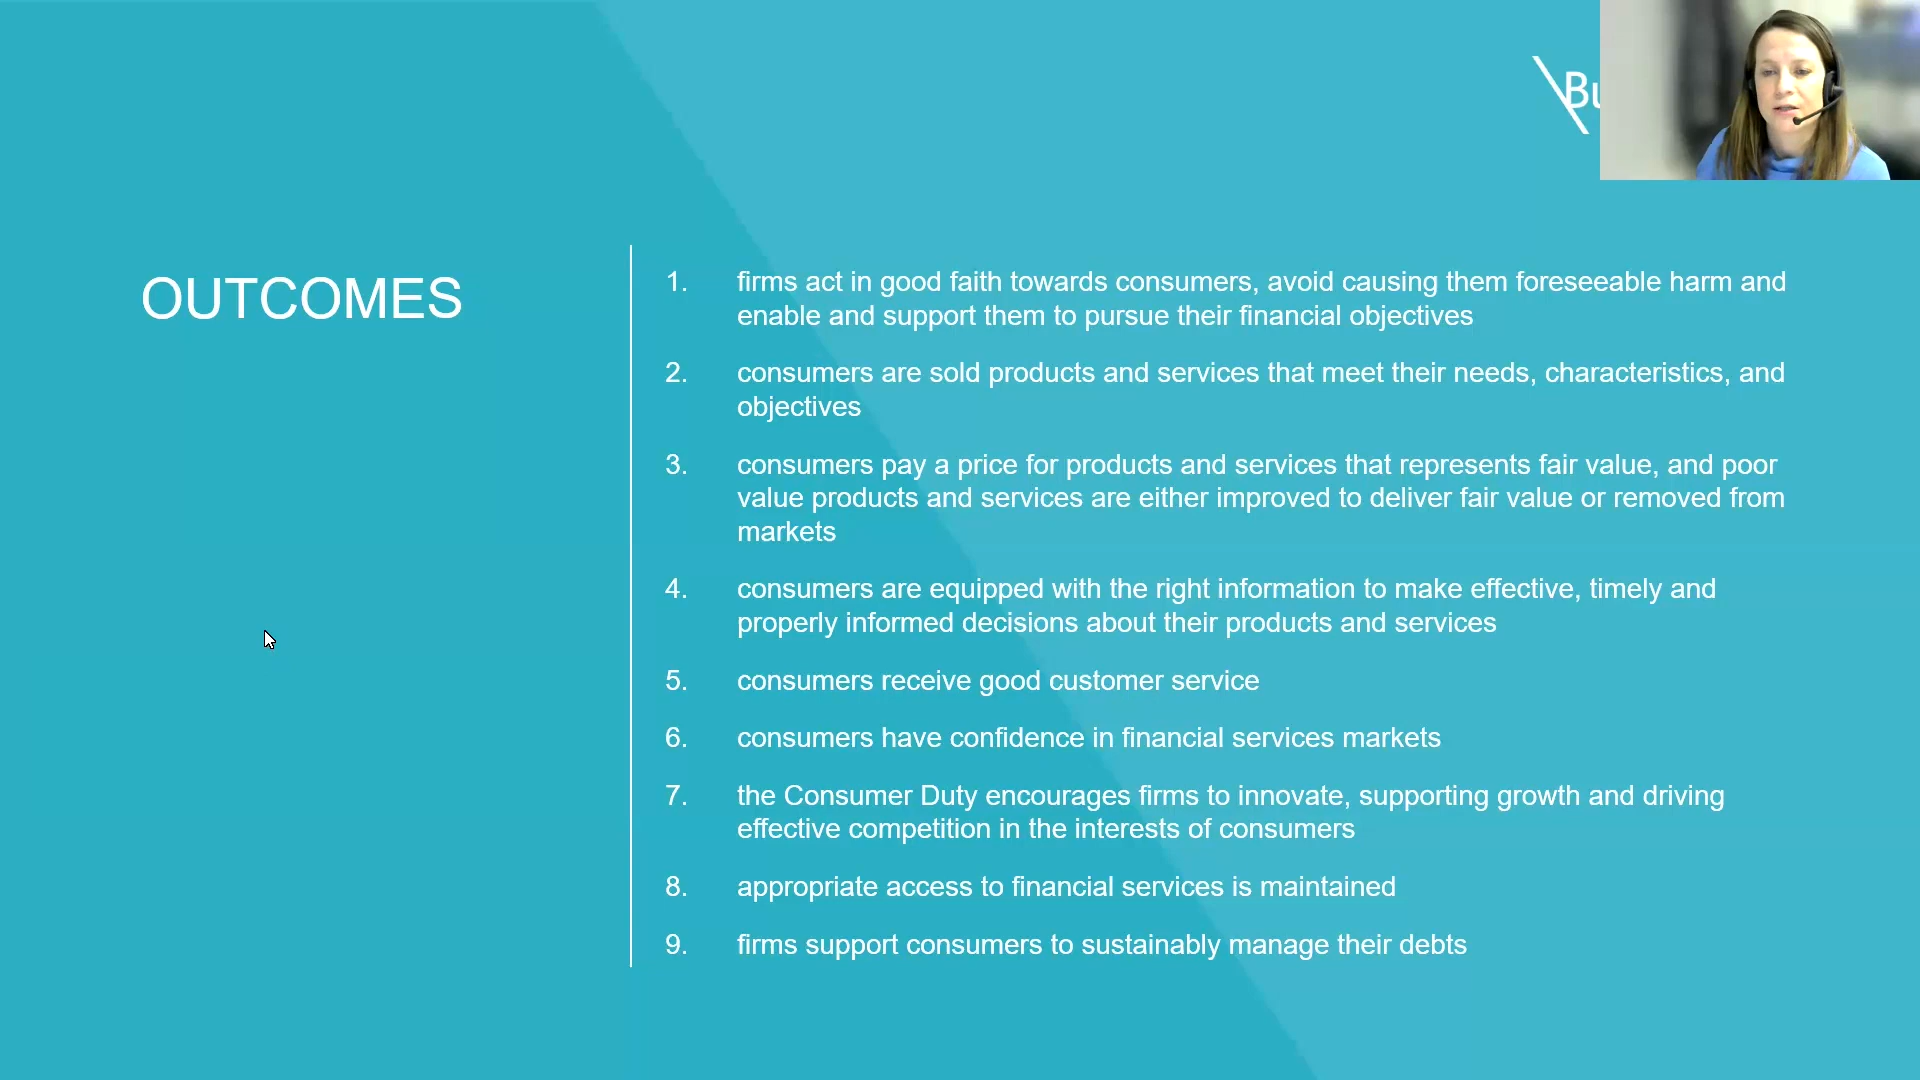 Bu
OUTCOMES
1. firms act in good faith towards consumers, avoid causing them foreseeable harm and
enable and support them to pursue their financial objectives
2. consumers are sold products and services that meet their needs, characteristics, and
objectives
3. consumers pay a price for products and services that represents fair value, and poor
value products and services are either improved to deliver fair value or removed from
markets
4. consumers are equipped with the right information to make effective, timely and
properly informed decisions about their products and services
5. consumers receive good customer service
6. consumers have confidence in financial services markets
7. the Consumer Duty encourages firms to innovate, supporting growth and driving
effective competition in the interests of consumers
8. appropriate access to financial services is maintained
9. firms support consumers to sustainably manage their debts